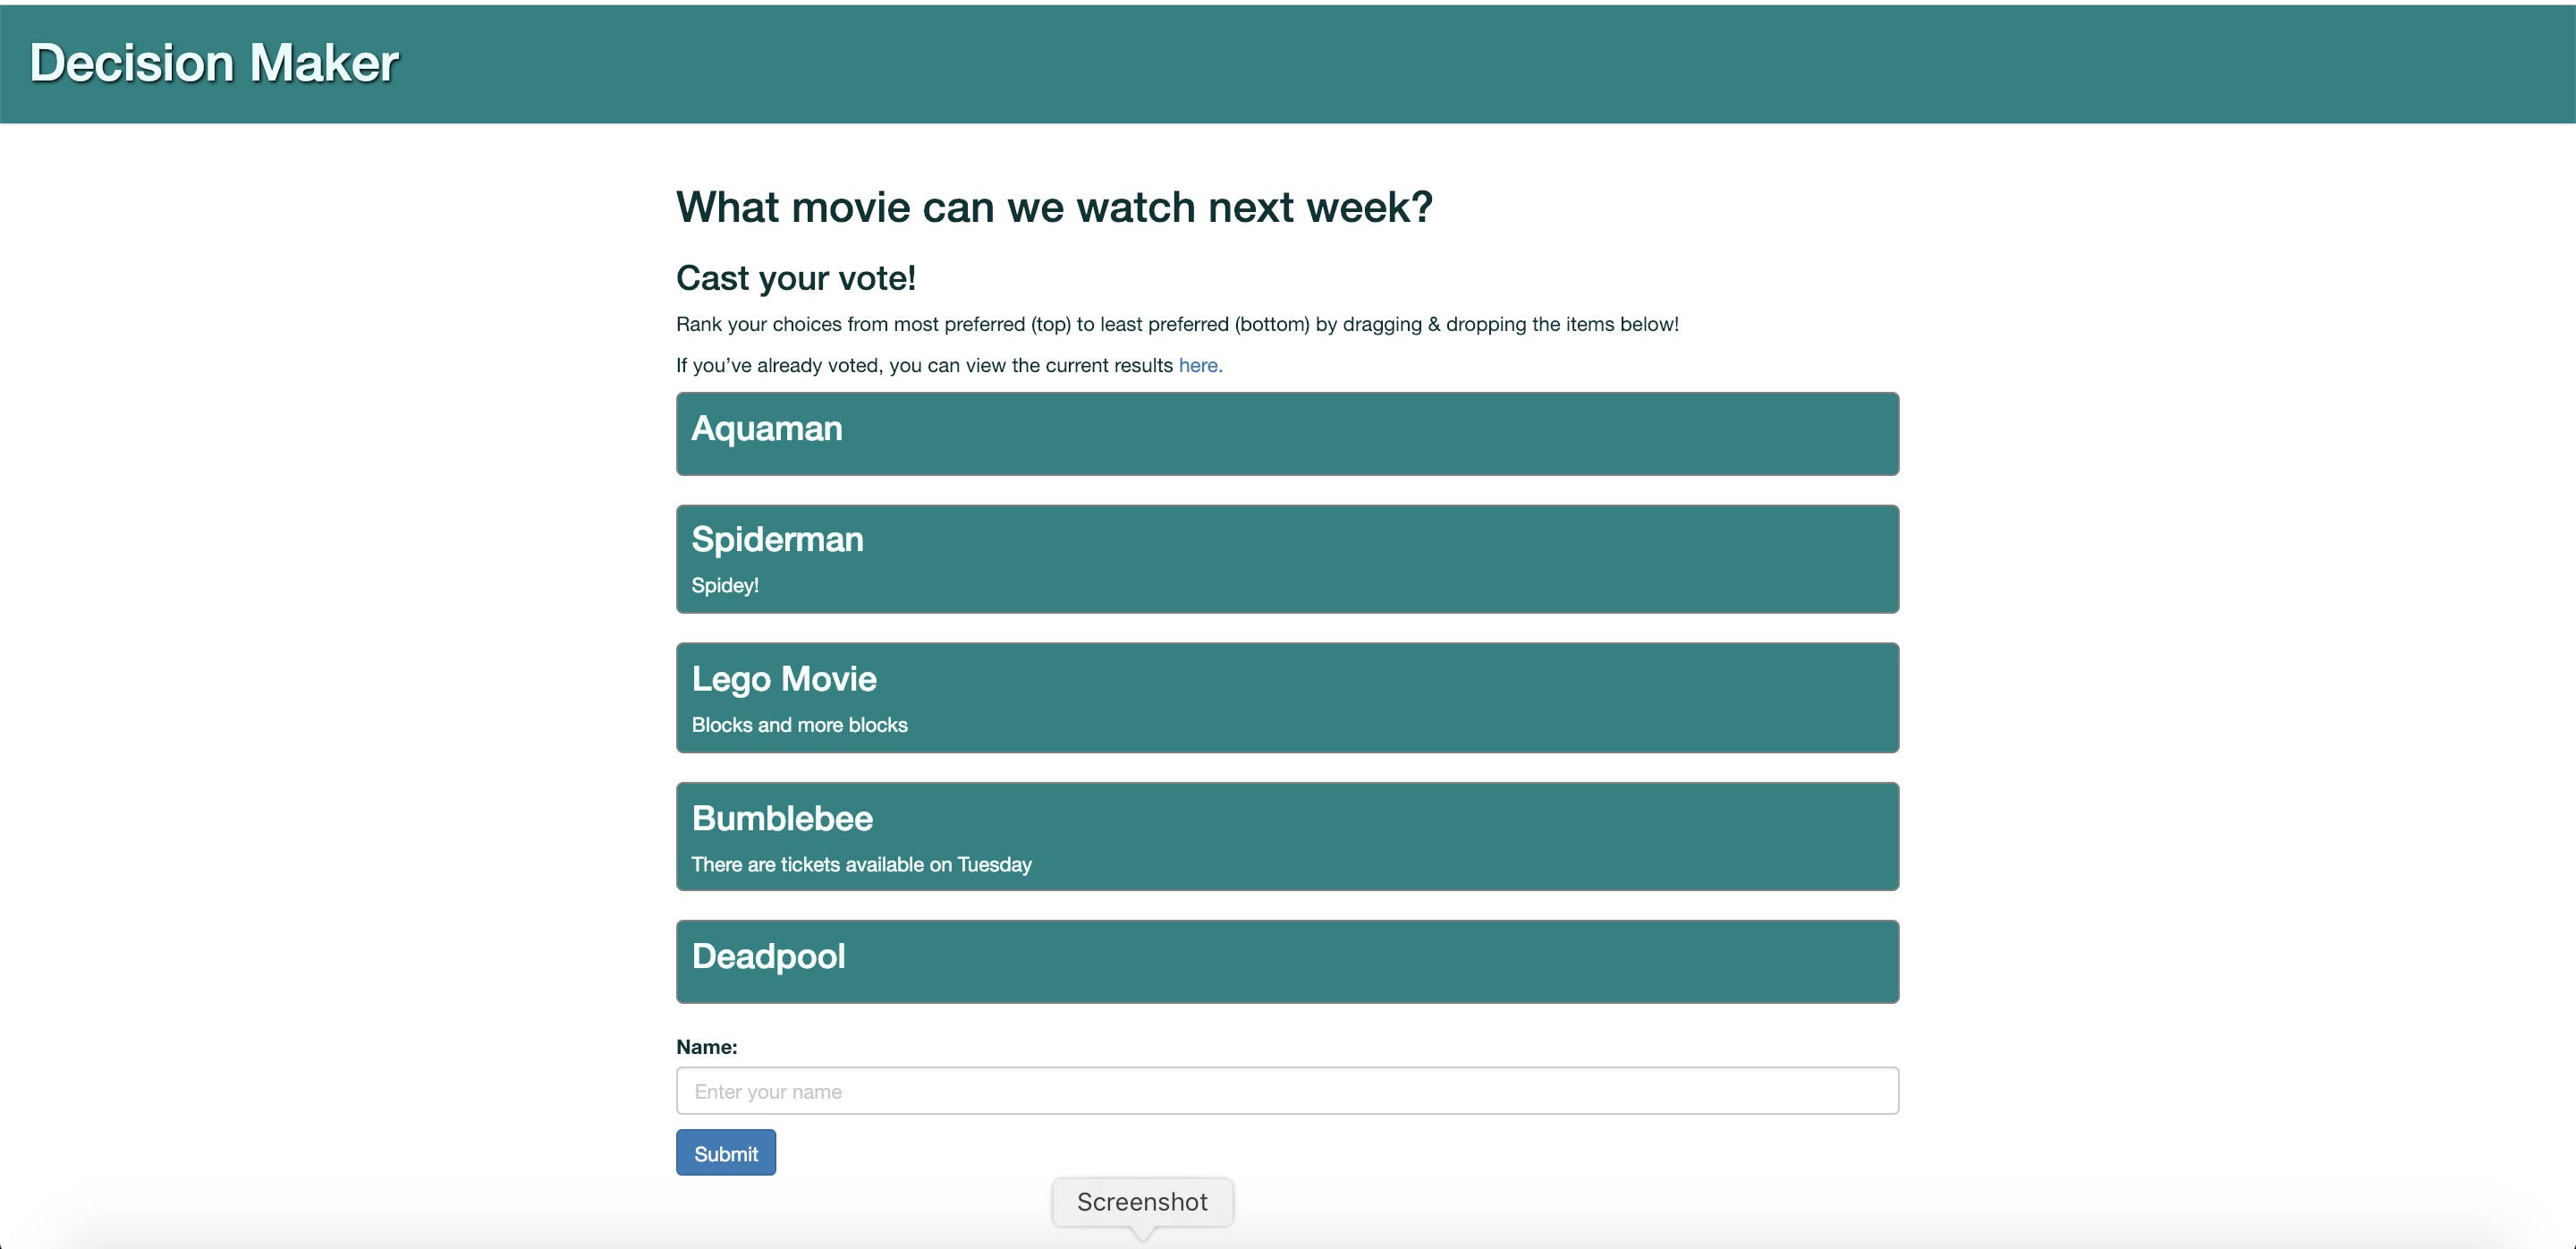 Decision Maker
What movie can we watch next week?
Cast your vote!
Rank your choices from most preferred (top) to least preferred (bottom) by dragging & dropping the items below!
If you’ve already voted, you can view the current results here.
Aquaman
Spiderman
Spidey!
Lego Movie
Blocks and more blocks
Bumblebee
There are tickets available on Tuesday
Deadpool
Name:
Enter your name
Submit
Screenshot